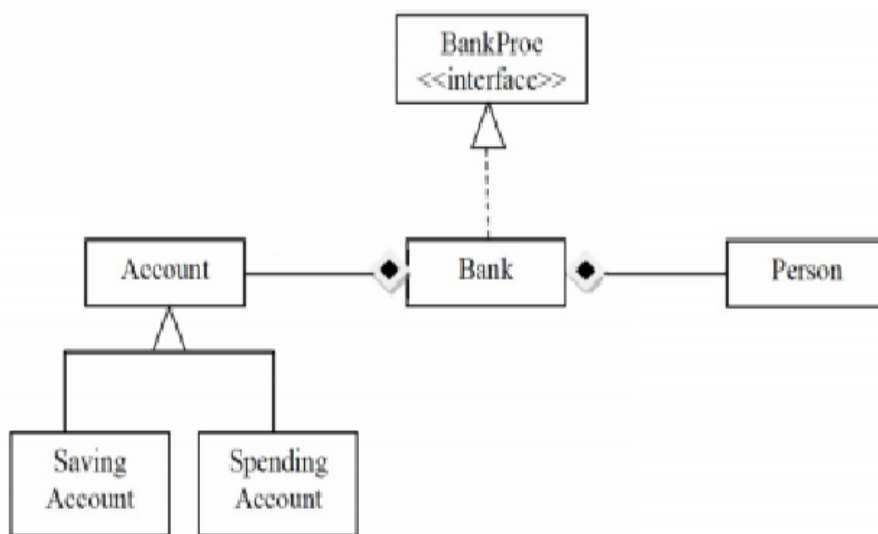 BankProc
<<interface>>
Account
Bank
Person
Saving
Account
Spending
Account